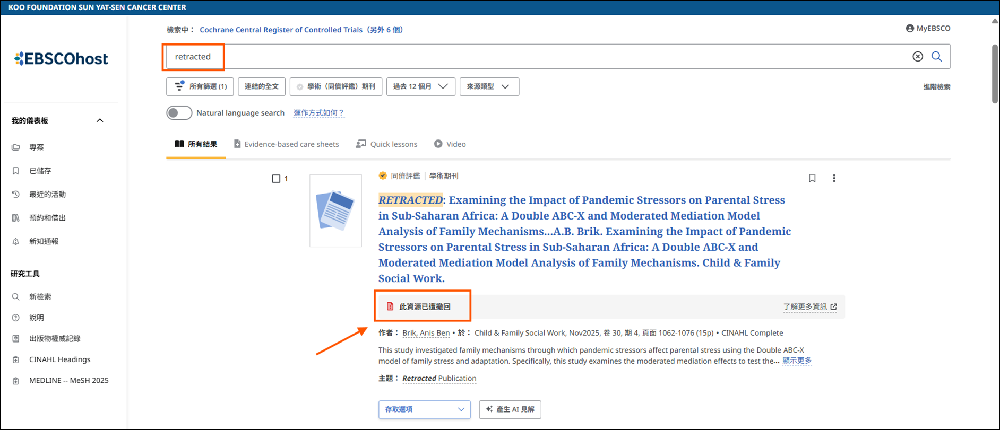 KOO FOUNDATION SUN YAT-SEN CANCER CENTER
檢索中： Cochrane Central Register of Controlled Trials（另外 6 個）
MyEBSCO
EBSCOhost
retracted
所有篩選 (1)
連結的全文
學術（同儕評鑑）期刊
過去 12 個月
來源類型
進階檢索
Natural language search 運作方式如何？
我的儀表板
專案
已儲存
最近的活動
預約和借出
新知通報
研究工具
新檢索
說明
出版物權威記錄
CINAHL Headings
MEDLINE -- MeSH 2025
所有結果
Evidence-based care sheets
Quick lessons
Video
1
同儕評鑑 | 學術期刊
RETRACTED: Examining the Impact of Pandemic Stressors on Parental Stress
in Sub-Saharan Africa: A Double ABC-X and Moderated Mediation Model
Analysis of Family Mechanisms...A.B. Brik. Examining the Impact of Pandemic
Stressors on Parental Stress in Sub-Saharan Africa: A Double ABC-X and
Moderated Mediation Model Analysis of Family Mechanisms. Child & Family
Social Work.
此資源已遭撤回
了解更多資訊
作者： Brik, Anis Ben • 於： Child & Family Social Work, Nov2025, 卷 30, 期 4, 頁面 1062-1076 (15p) • CINAHL Complete
This study investigated family mechanisms through which pandemic stressors affect parental stress using the Double ABC-X
model of family stress and adaptation. Specifically, this study examines the moderated mediation effects to test the... 顯示更多
主題： Retracted Publication
存取選項
產生 AI 見解